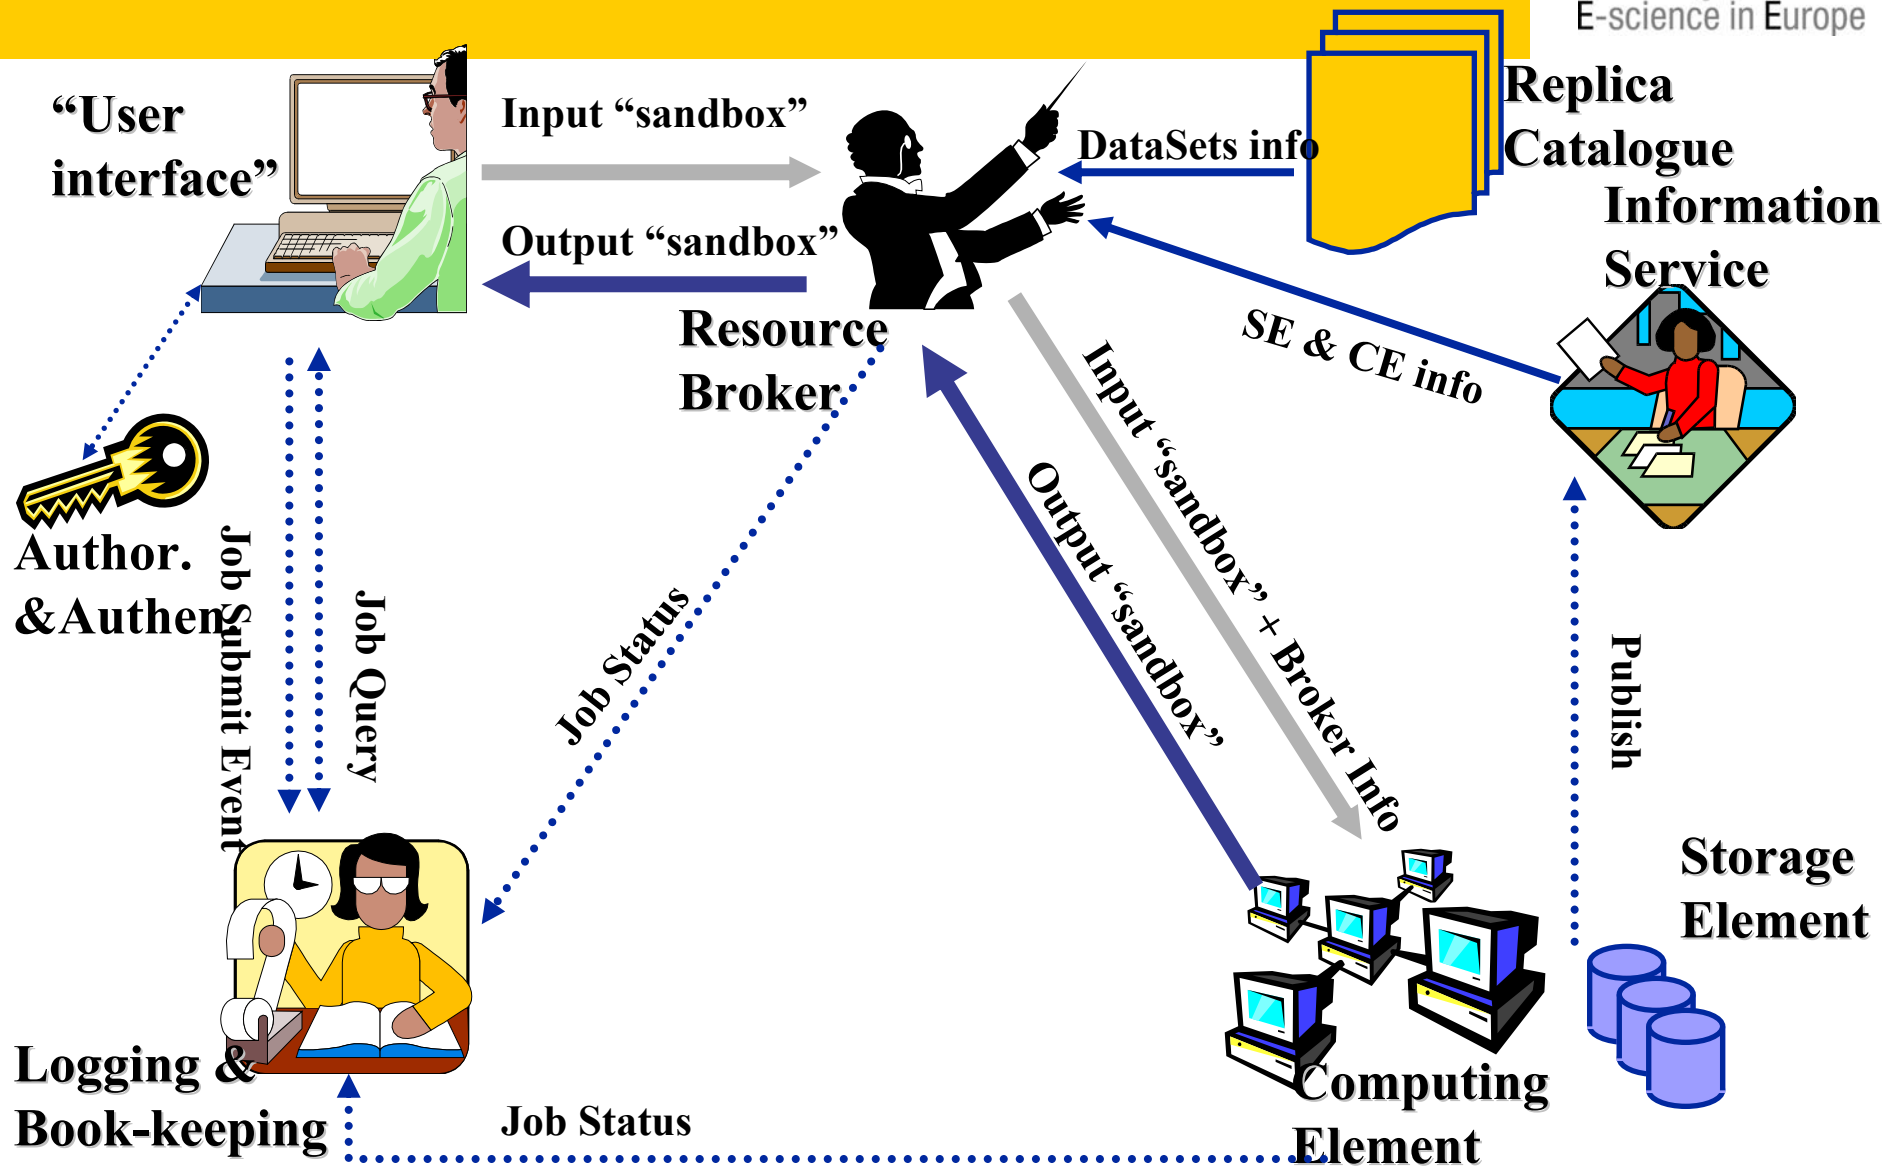 E-science in Europe
“User
interface”
Input “sandbox”
Output “sandbox”
DataSets info
Replica
Catalogue
Information
Service
Resource
Broker
SE & CE info
Author.
&Authen.
Job Submit Event
Job Query
Job Status
Output “sandbox”
Input “sandbox” + Broker Info
Publish
Storage
Element
Logging &
Book-keeping
Job Status
Computing
Element